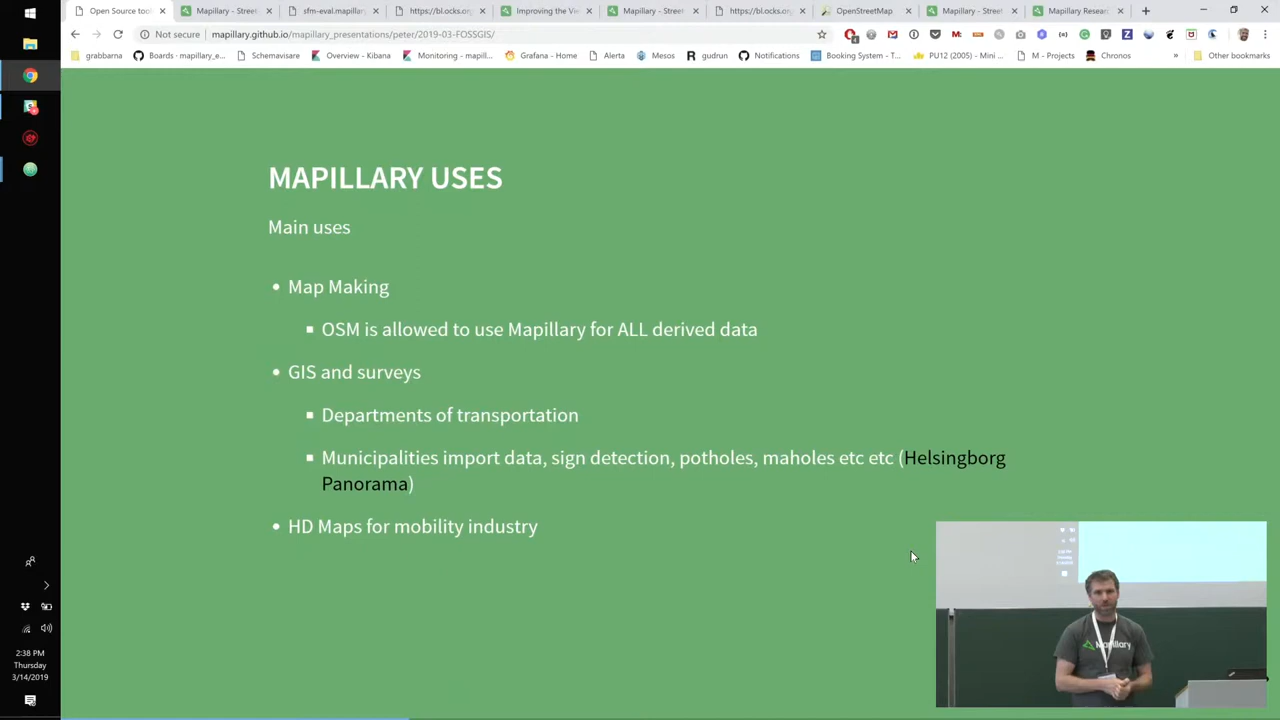 Open Source tool
Mapillary - Street
sfm-eval.mapillary
https://bl.ocks.org
Improving the Vie
Mapillary - Street
https://bl.ocks.org
OpenStreetMap
Mapillary - Street
Mapillary Resear
Not secure
mapillary.github.io/mapillary_presentations/peter/2019-03-FOSSGIS/
grabbarna
Boards · mapillary_e...
Schemavisare
Overview - Kibana
Monitoring - mapill...
Grafana - Home
Alerta
Mesos
gudrun
Notifications
Booking System - T...
PU12 (2005) - Mini ...
M - Projects
Chronos
»
Other bookmarks
MAPILLARY USES
Main uses
Map Making
OSM is allowed to use Mapillary for ALL derived data
GIS and surveys
Departments of transportation
Municipalities import data, sign detection, potholes, maholes etc etc (Helsingborg
Panorama)
HD Maps for mobility industry
Mapillary
2:38 PM
Thursday
3/14/2019